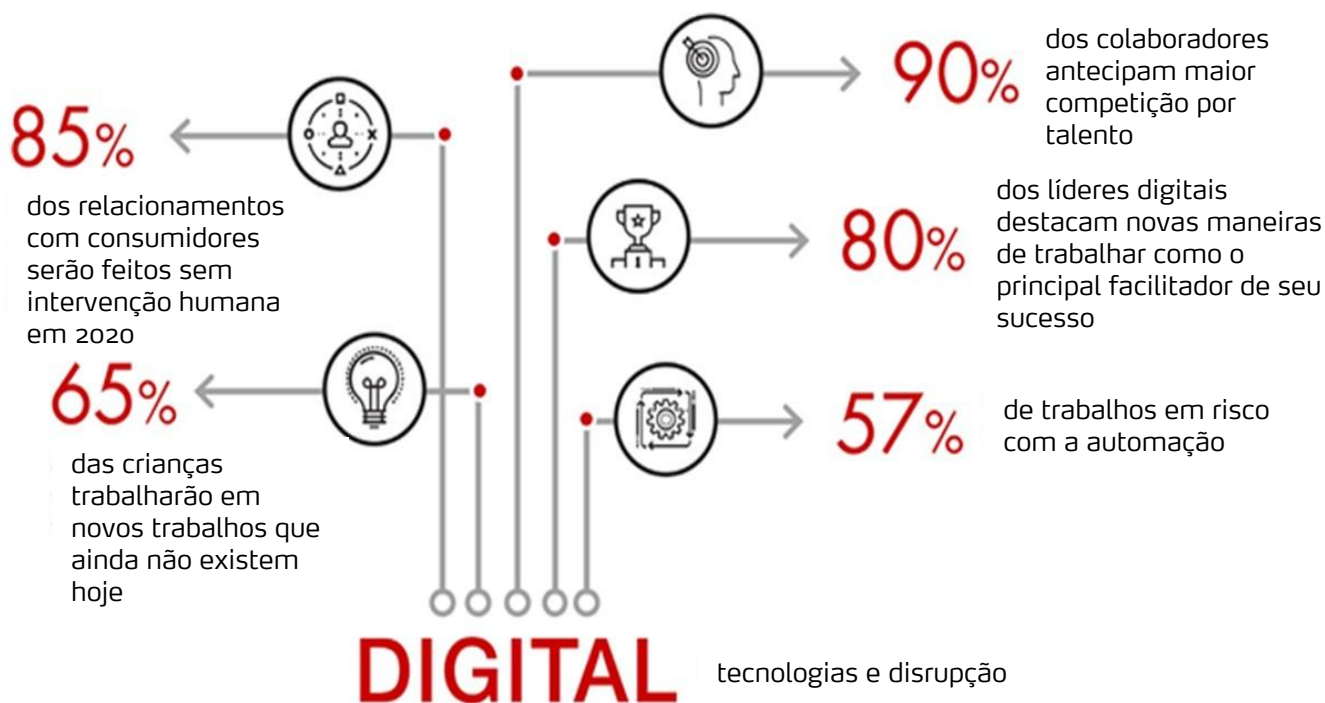 85%
dos relacionamentos
com consumidores
serão feitos sem
intervenção humana
em 2020
65%
das crianças
trabalharão em
novos trabalhos que
ainda não existem
hoje
90%
dos colaboradores
antecipam maior
competição por
talento
80%
dos líderes digitais
destacam novas maneiras
de trabalhar como o
principal facilitador de seu
sucesso
57%
de trabalhos em risco
com a automação
DIGITAL
tecnologias e disrupção